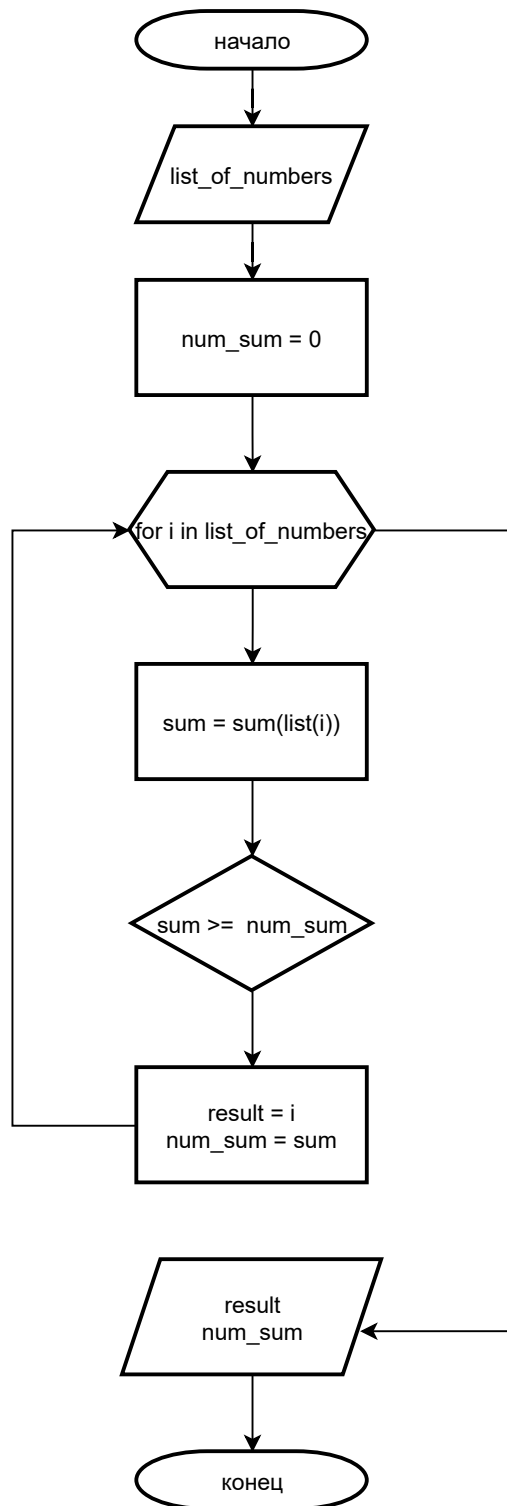 начало
list_of_numbers
num_sum = 0
for i in list_of_numbers
sum = sum(list(i))
sum >=  num_sum
result = i
num_sum = sum
result
num_sum
конец